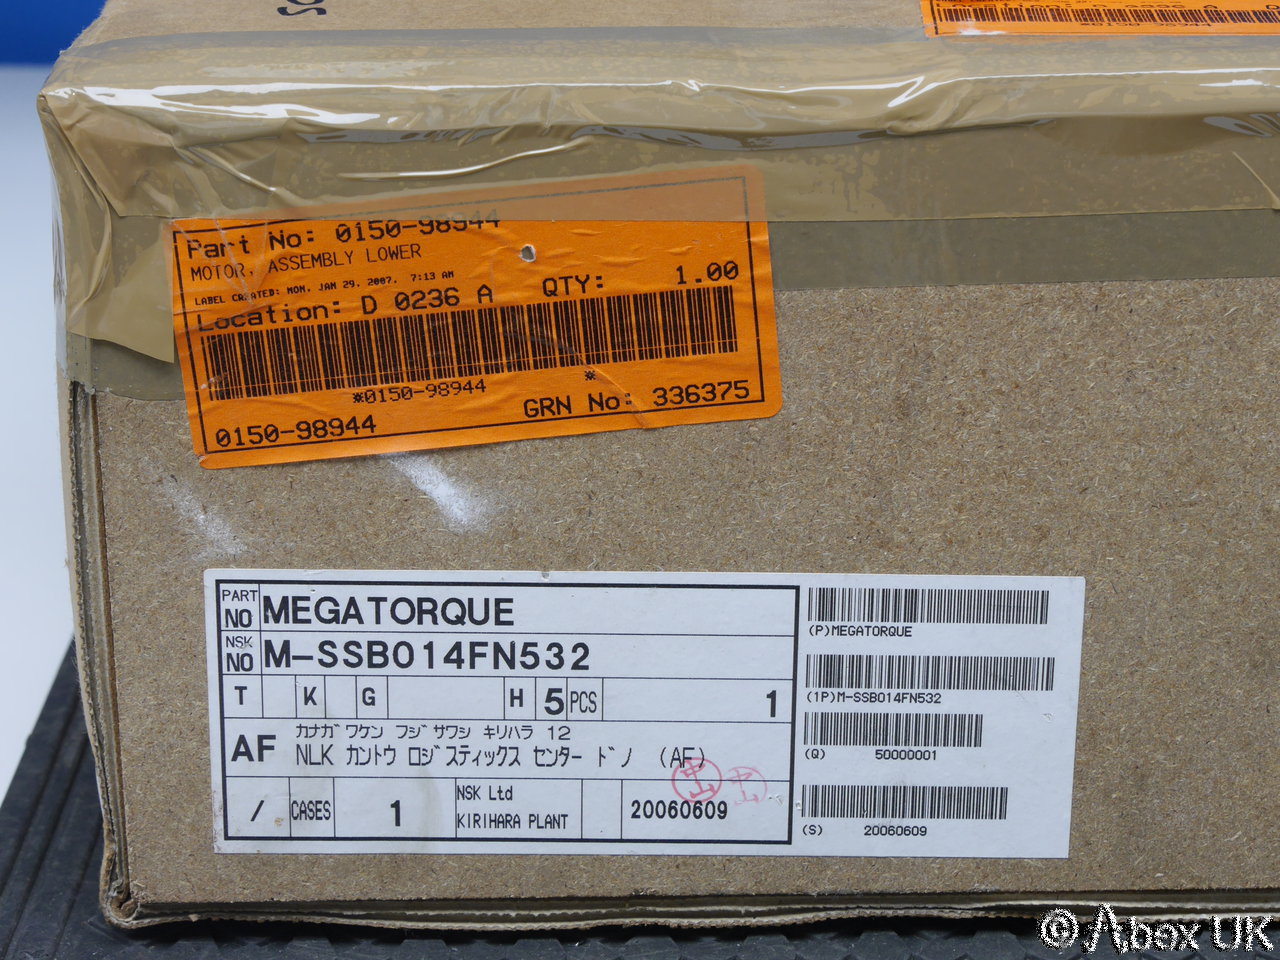 Part No: 0150-98944
MOTOR, ASSEMBLY LOWER
LABEL CREATED: MON, JAN 29, 2007, 7:13 AM
Location: D 0236 A QTY: 1.00
*0150-98944 *
0150-98944 GRN No: 336375
PART NO MEGATORQUE
NSK NO M-SSB014FN532
T K G H 5 PCS 1
AF カナガワケン フジサワシ キリハラ 12
NLK カントウ ロジスティックス センター ドノ (AF)
/ CASES 1 NSK Ltd KIRIHARA PLANT 20060609
(P)MEGATORQUE
(1P)M-SSB014FN532
(Q) 50000001
(S) 20060609
© Abex UK